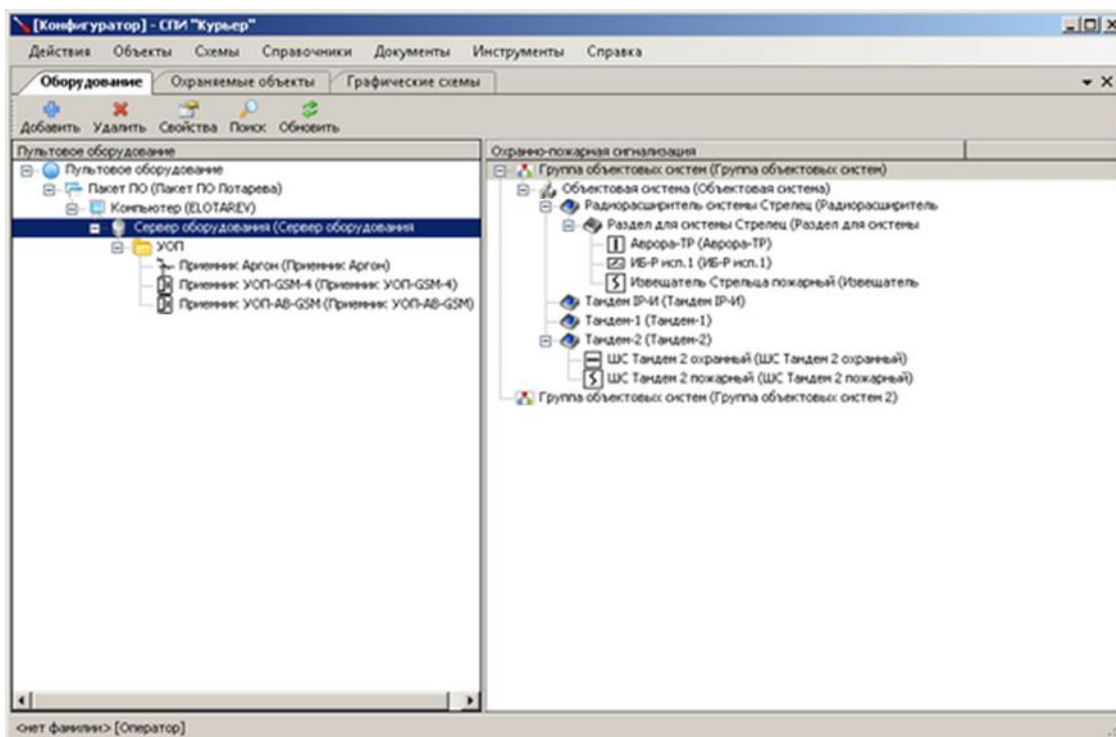 [Конфигуратор] - СПИ "Курьер"
Действия Объекты Схемы Справочники Документы Инструменты Справка
Оборудование Охраняемые объекты Графические схемы
Добавить Удалить Свойства Поиск Обновить
Пультовое оборудование
Пультовое оборудование
Пакет ПО (Пакет ПО Лотарева)
Компьютер (ELOTAREV)
Сервер оборудования (Сервер оборудования
УОП
Приемник Аргон (Приемник Аргон)
Приемник УОП-GSM-4 (Приемник УОП-GSM-4)
Приемник УОП-АВ-GSM (Приемник УОП-АВ-GSM)
Охранно-пожарная сигнализация
Группа объектовых систем (Группа объектовых систем)
Объектовая система (Объектовая система)
Радиорасширитель системы Стрелец (Радиорасширитель
Раздел для системы Стрелец (Раздел для системы
Аврора-ТР (Аврора-ТР)
ИБ-Р исп.1 (ИБ-Р исп.1)
Извещатель Стрельца пожарный (Извещатель
Тандем IP-И (Тандем IP-И)
Тандем-1 (Тандем-1)
Тандем-2 (Тандем-2)
ШС Тандем 2 охранный (ШС Тандем 2 охранный)
ШС Тандем 2 пожарный (ШС Тандем 2 пожарный)
Группа объектовых систем (Группа объектовых систем 2)
<нет фамилии> [Оператор]